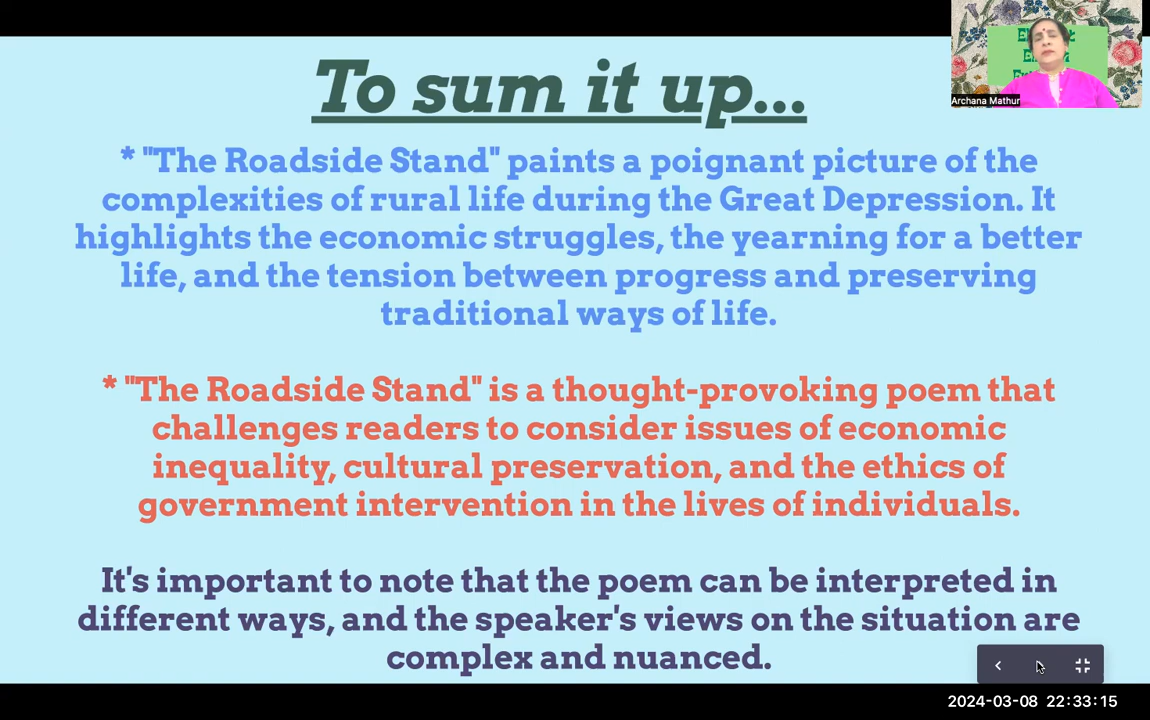 To sum it up...
* "The Roadside Stand" paints a poignant picture of the
complexities of rural life during the Great Depression. It
highlights the economic struggles, the yearning for a better
life, and the tension between progress and preserving
traditional ways of life.
* "The Roadside Stand" is a thought-provoking poem that
challenges readers to consider issues of economic
inequality, cultural preservation, and the ethics of
government intervention in the lives of individuals.
It's important to note that the poem can be interpreted in
different ways, and the speaker's views on the situation are
complex and nuanced.
Archana Mathur
2024-03-08 22:33:15